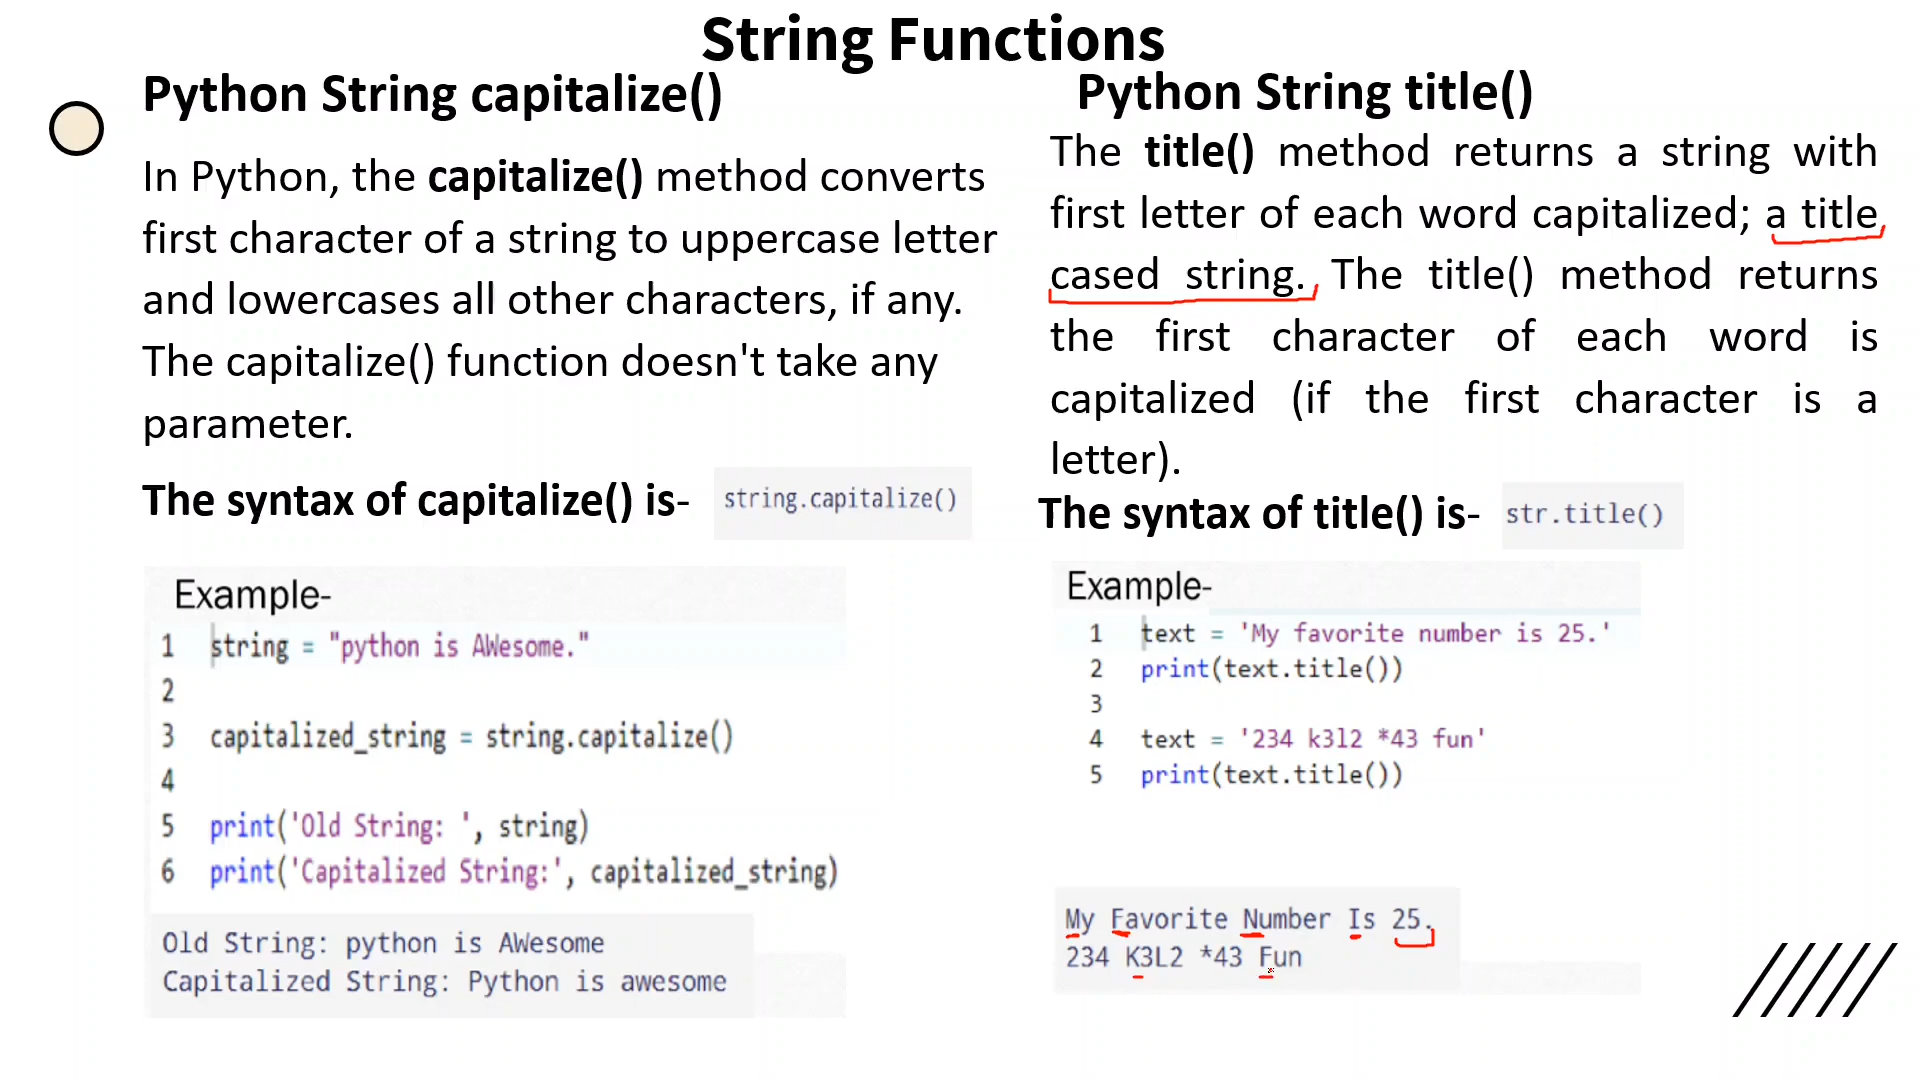 String Functions
Python String capitalize()
In Python, the capitalize() method converts
first character of a string to uppercase letter
and lowercases all other characters, if any.
The capitalize() function doesn't take any
parameter.
The syntax of capitalize() is- string.capitalize()
Example-
1 string = "python is AWesome."
2
3 capitalized_string = string.capitalize()
4
5 print('Old String: ', string)
6 print('Capitalized String:', capitalized_string)
Old String: python is AWesome
Capitalized String: Python is awesome
Python String title()
The title() method returns a string with
first letter of each word capitalized; a title
cased string. The title() method returns
the first character of each word is
capitalized (if the first character is a
letter).
The syntax of title() is- str.title()
Example-
1 text = 'My favorite number is 25.'
2 print(text.title())
3
4 text = '234 k3l2 *43 fun'
5 print(text.title())
My Favorite Number Is 25.
234 K3L2 *43 Fun